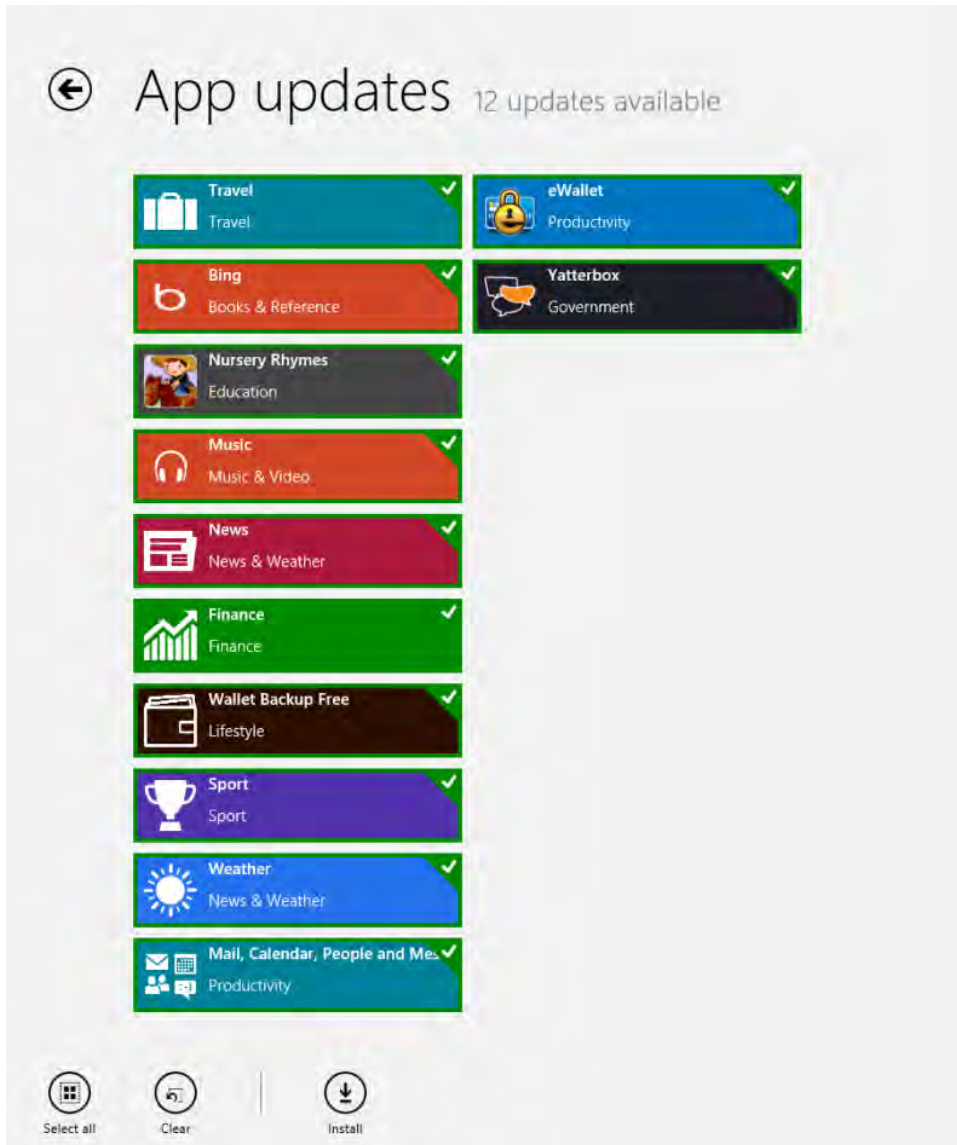 App updates 12 updates available
Travel
Travel
Bing
Books & Reference
Nursery Rhymes
Education
Music
Music & Video
News
News & Weather
Finance
Finance
Wallet Backup Free
Lifestyle
Sport
Sport
Weather
News & Weather
Mail, Calendar, People and Mes
Productivity
eWallet
Productivity
Yatterbox
Government
Select all
Clear
Install